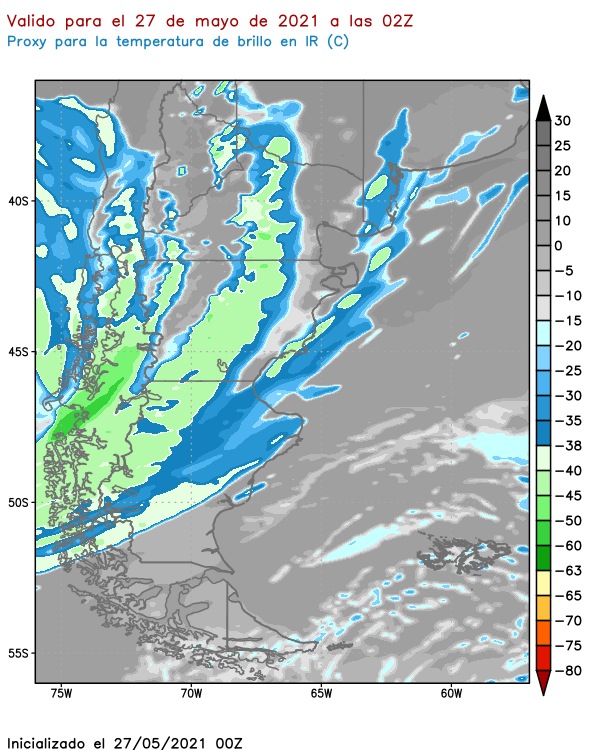 Valido para el 27 de mayo de 2021 a las 02Z
Proxy para la temperatura de brillo en IR (C)
30
25
20
15
10
0
−5
−10
−15
−20
−25
−30
−35
−38
−40
−45
−50
−60
−63
−65
−70
−75
−80
40S
45S
50S
55S
75W
70W
65W
60W
Inicializado el 27/05/2021 00Z